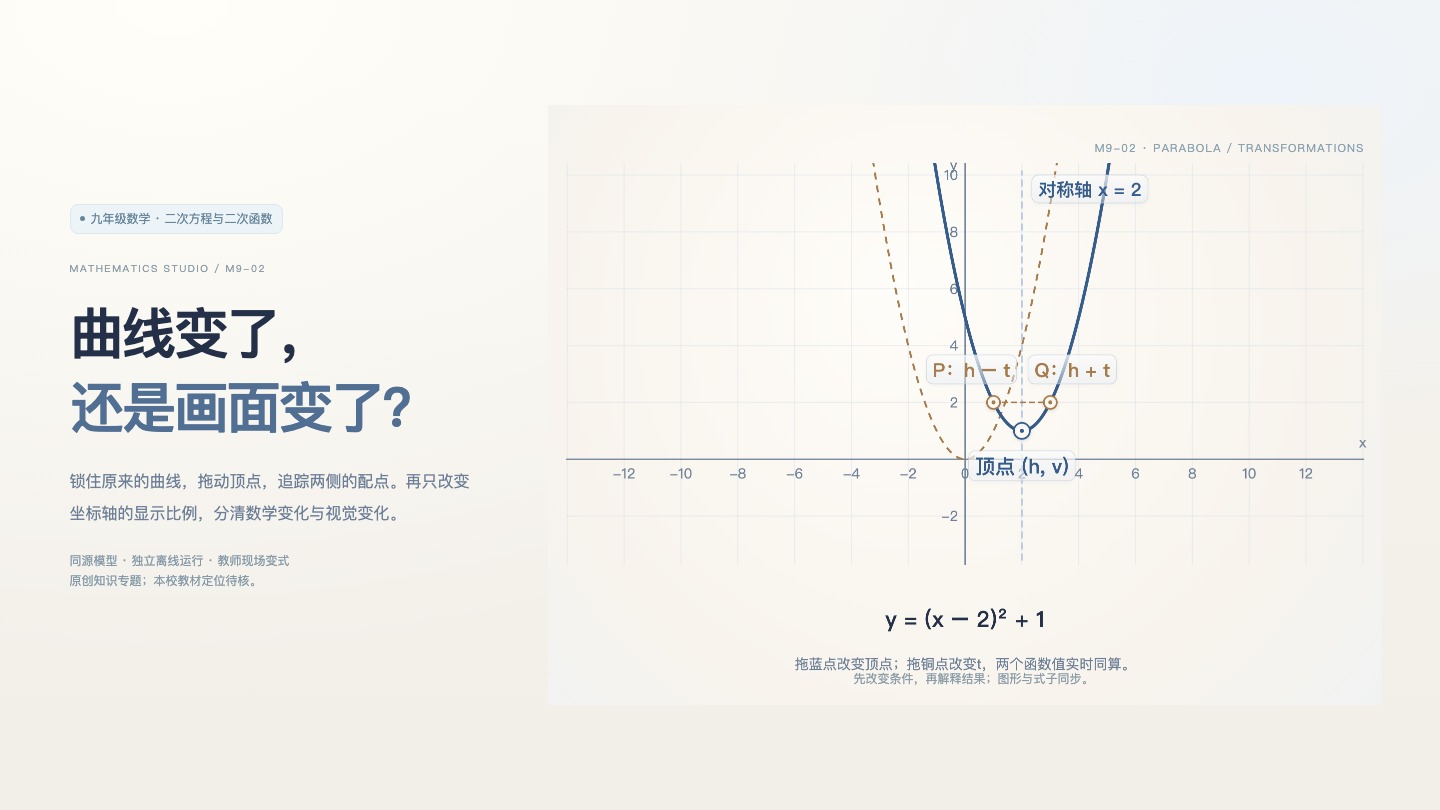 九年级数学 · 二次方程与二次函数
MATHEMATICS STUDIO / M9-02
曲线变了，
还是画面变了？
锁住原来的曲线，拖动顶点，追踪两侧的配点。再只改变
坐标轴的显示比例，分清数学变化与视觉变化。
同源模型 · 独立离线运行 · 教师现场变式
原创知识专题；本校教材定位待核。
M9-02 · PARABOLA / TRANSFORMATIONS
y
10
对称轴 x = 2
8
6
4
P：h − t
Q：h + t
2
x
顶点 (h, v)
−12 −10 −8 −6 −4 −2 0 2 4 6 8 10 12
−2
y = (x − 2)² + 1
拖蓝点改变顶点；拖铜点改变t，两个函数值实时同算。
先改变条件，再解释结果；图形与式子同步。